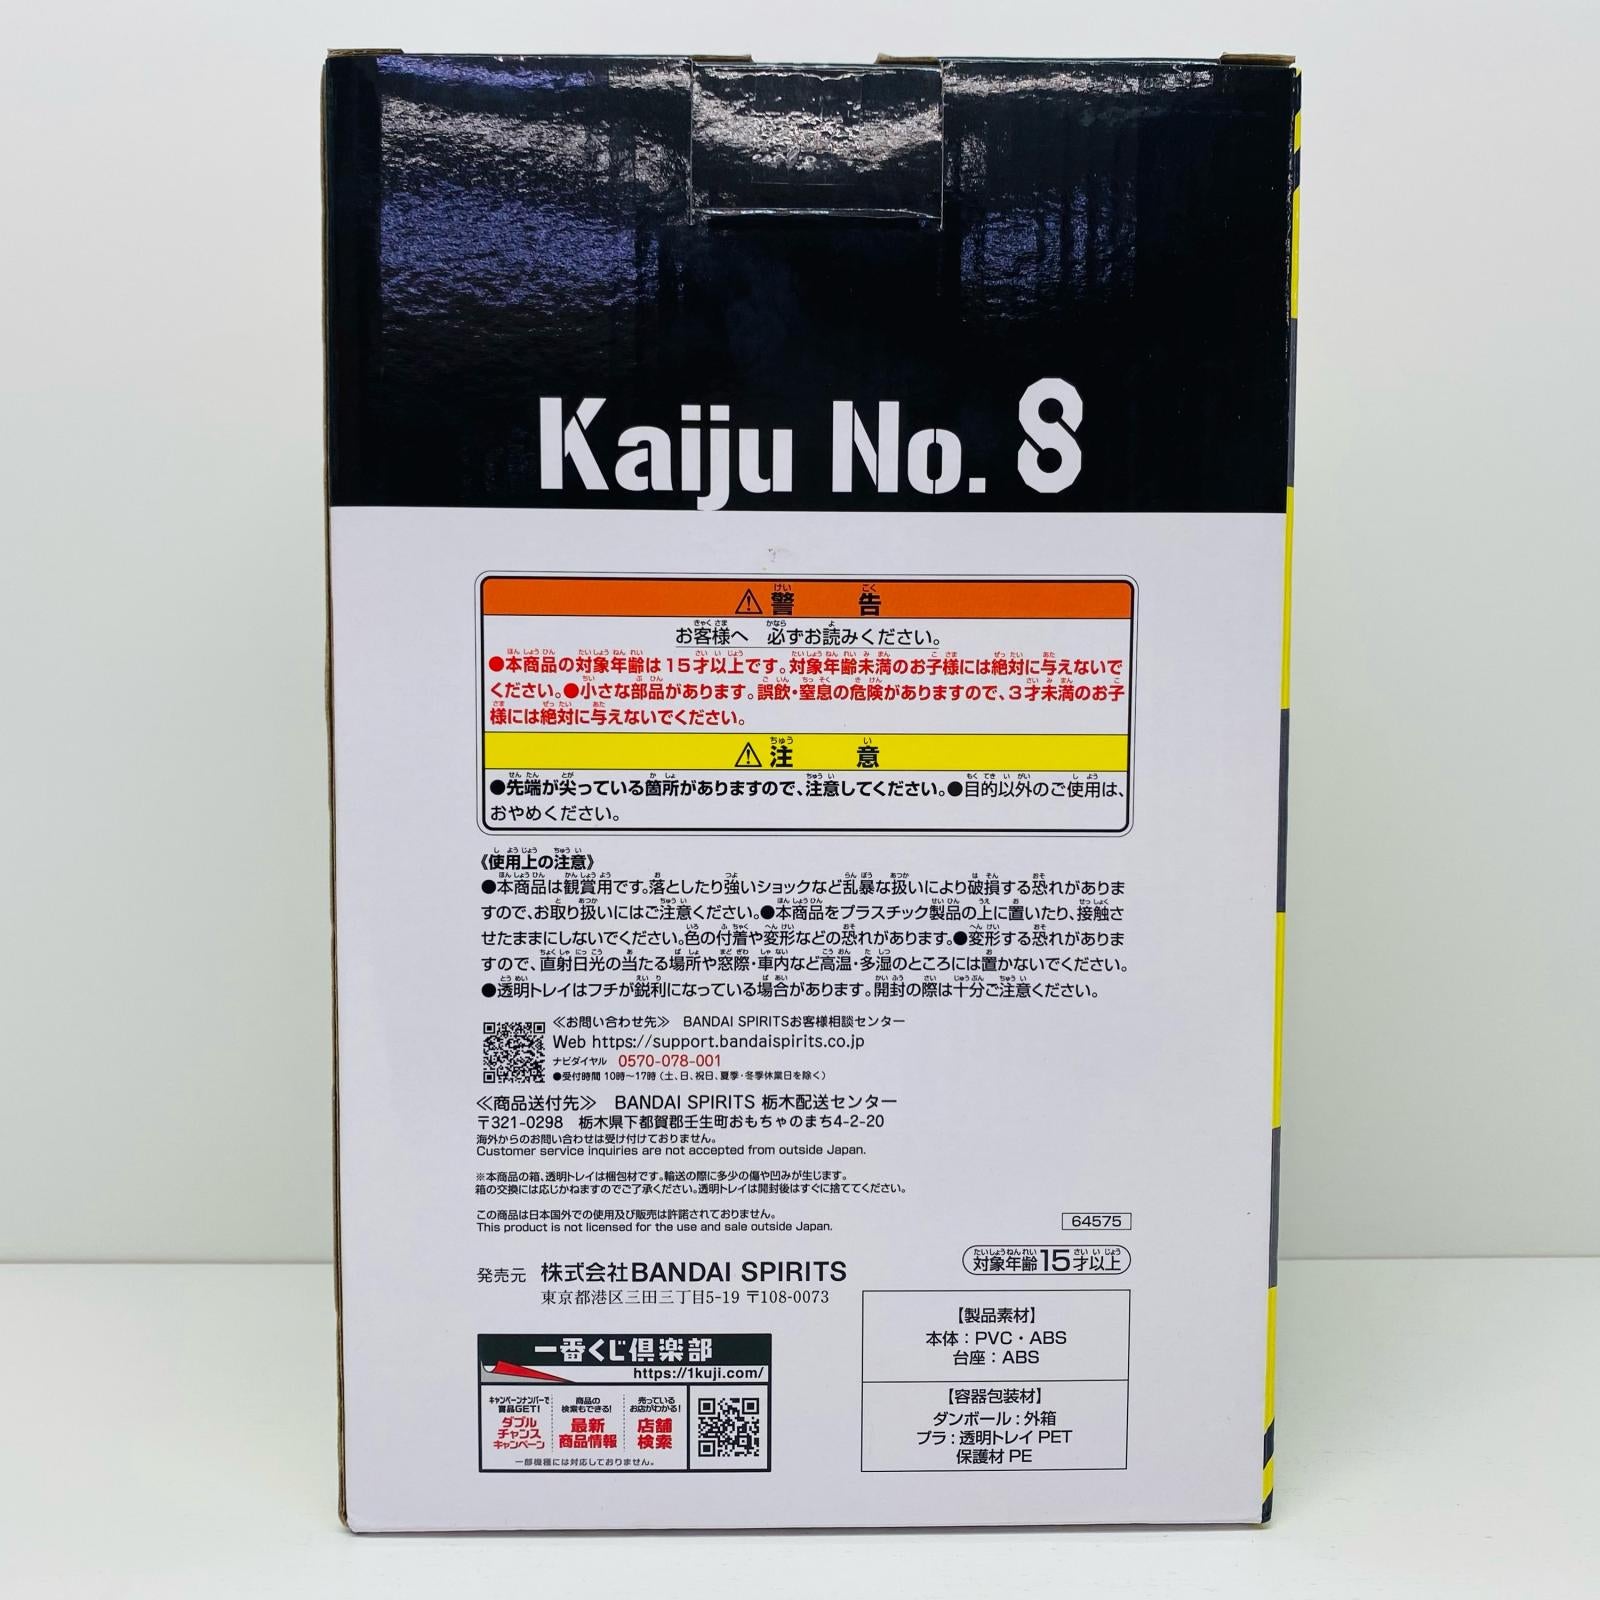 Kaiju No. 8
⚠警告
お客様へ 必ずお読みください。
●本商品の対象年齢は15才以上です。対象年齢未満のお子様には絶対に与えないで
ください。●小さな部品があります。誤飲・窒息の危険がありますので、3才未満のお子
様には絶対に与えないでください。
⚠注意
●先端が尖っている箇所がありますので、注意してください。●目的以外のご使用は、
おやめください。
《使用上の注意》
●本商品は観賞用です。落としたり強いショックなど乱暴な扱いにより破損する恐れがありま
すので、お取り扱いにはご注意ください。●本商品をプラスチック製品の上に置いたり、接触さ
せたままにしないでください。色の付着や変形などの恐れがあります。●変形する恐れがありま
すので、直射日光の当たる場所や窓際・車内など高温・多湿のところには置かないでください。
●透明トレイはフチが鋭利になっている場合があります。開封の際は十分ご注意ください。
≪お問い合わせ先≫ BANDAI SPIRITSお客様相談センター
Web https://support.bandaispirits.co.jp
ナビダイヤル 0570-078-001
●受付時間 10時～17時（土、日、祝日、夏季・冬季休業日を除く）
≪商品送付先≫ BANDAI SPIRITS 栃木配送センター
〒321-0298 栃木県下都賀郡壬生町おもちゃのまち4-2-20
海外からのお問い合わせは受け付けておりません。
Customer service inquiries are not accepted from outside Japan.
※本商品の箱、透明トレイは梱包材です。輸送の際に多少の傷や凹みが生じます。
箱の交換には応じかねますのでご了承ください。透明トレイは開封後はすぐに捨ててください。
この商品は日本国外での使用及び販売は許諾されておりません。
This product is not licensed for the use and sale outside Japan.
64575
対象年齢15才以上
発売元 株式会社BANDAI SPIRITS
東京都港区三田三丁目5-19 〒108-0073
一番くじ倶楽部
https://1kuji.com/
キャンペーンナンバーで
賞品GET!
ダブル
チャンス
キャンペーン
商品の
検索もできる!
最新
商品情報
売っている
お店がわかる!
店舗
検索
一部機種には対応しておりません。
【製品素材】
本体：PVC・ABS
台座：ABS
【容器包装材】
ダンボール：外箱
プラ：透明トレイ PET
保護材 PE